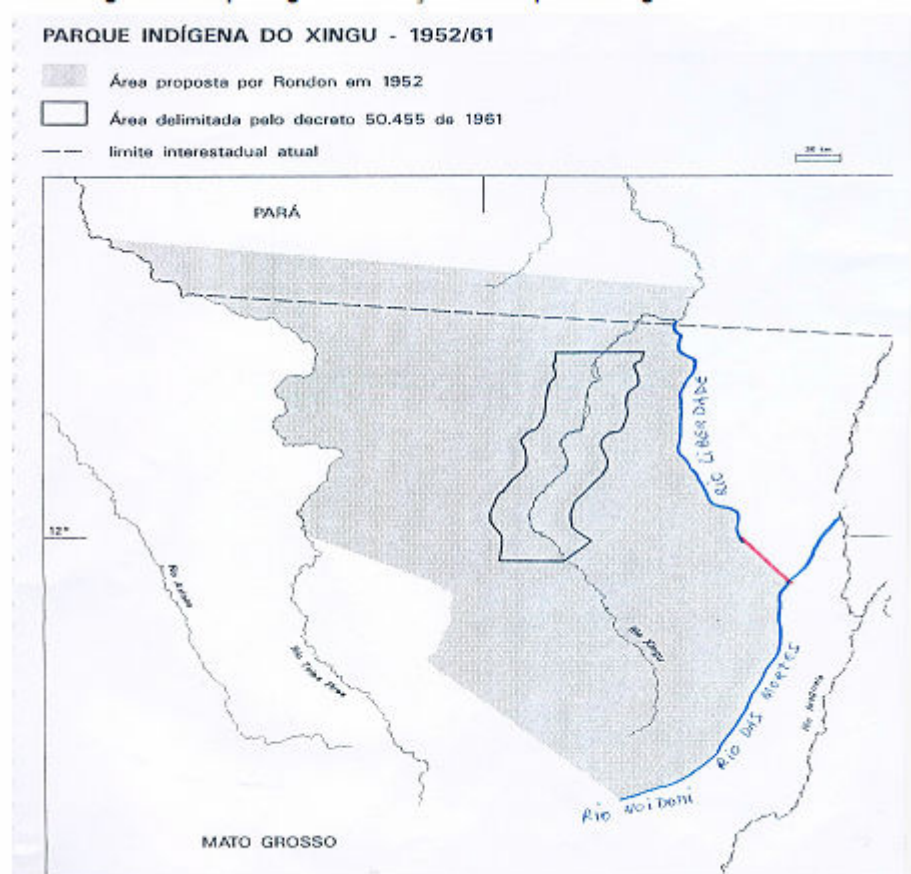 PARQUE INDÍGENA DO XINGU - 1952/61
Área proposta por Rondon em 1952
Área delimitada pelo decreto 50.455 de 1961
limite interestadual atual
PARÁ
RIO LIBERDADE
12°
Rio Xingu
RIO DAS MORTES
RIO NOIDORI
MATO GROSSO